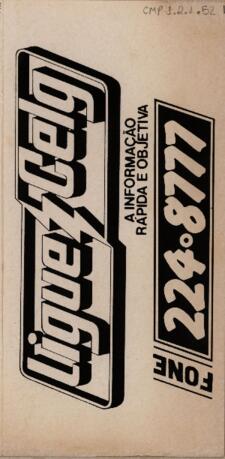 CMP 1.2.1.52
Ligue Celg
A INFORMAÇÃO
RÁPIDA E OBJETIVA
FONE 224-8777